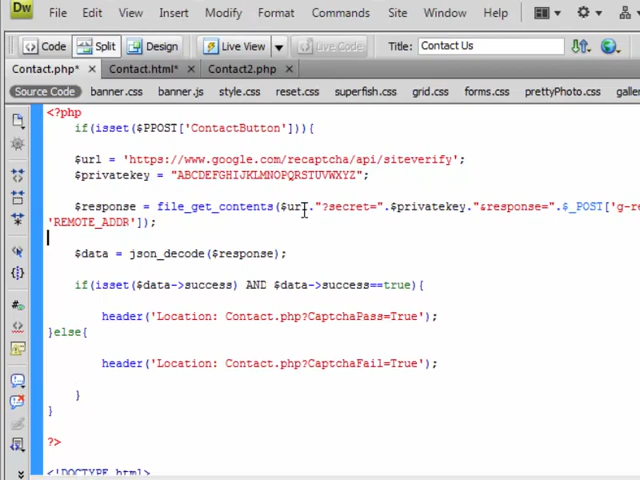 Dw File Edit View Insert Modify Format Commands Site Window Help
Code Split Design Live View Live Code Title: Contact Us
Contact.php* × Contact.html* × Contact2.php ×
Source Code banner.css banner.js style.css reset.css superfish.css grid.css forms.css prettyPhoto.css galler
<?php
if(isset($PPOST['ContactButton'])){
$url = 'https://www.google.com/recaptcha/api/siteverify';
$privatekey = "ABCDEFGHIJKLMNOPQRSTUVWXYZ";
$response = file_get_contents($url."?secret=".$privatekey."&response=".$_POST['g-re
'REMOTE_ADDR']);
$data = json_decode($response);
if(isset($data->success) AND $data->success==true){
header('Location: Contact.php?CaptchaPass=True');
}else{
header('Location: Contact.php?CaptchaFail=True');
}
}
?>
<!DOCTYPE html>